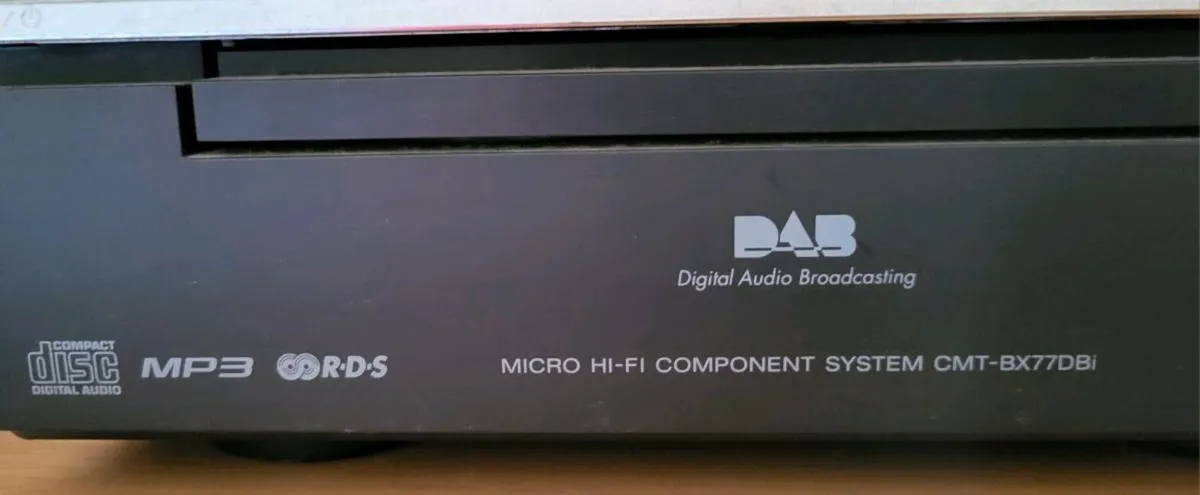 DAB
Digital Audio Broadcasting
COMPACT
disc
DIGITAL AUDIO
MP3
R·D·S
MICRO HI-FI COMPONENT SYSTEM CMT-BX77DBi